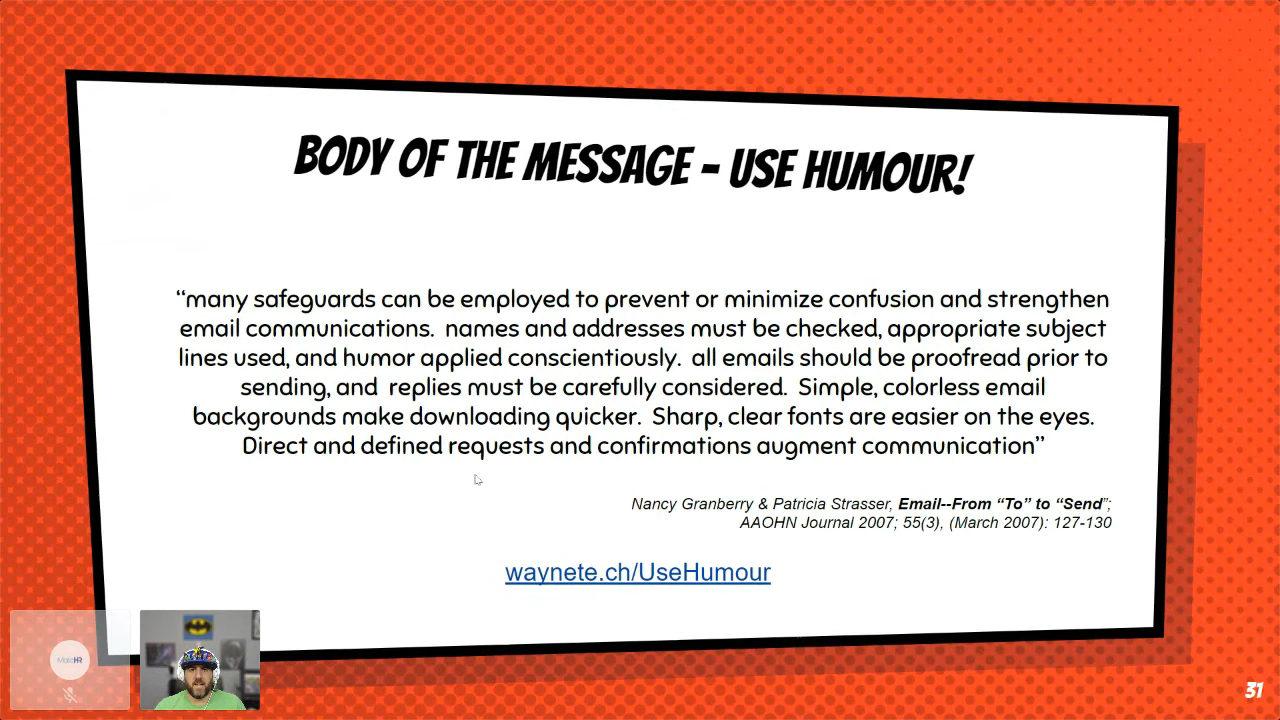 BODY OF THE MESSAGE - USE HUMOUR!
“many safeguards can be employed to prevent or minimize confusion and strengthen
email communications.  names and addresses must be checked, appropriate subject
lines used, and humor applied conscientiously.  all emails should be proofread prior to
sending, and  replies must be carefully considered.  Simple, colorless email
backgrounds make downloading quicker.  Sharp, clear fonts are easier on the eyes.
Direct and defined requests and confirmations augment communication”
Nancy Granberry & Patricia Strasser, Email--From “To” to “Send”;
AAOHN Journal 2007; 55(3), (March 2007): 127-130
waynete.ch/UseHumour
31